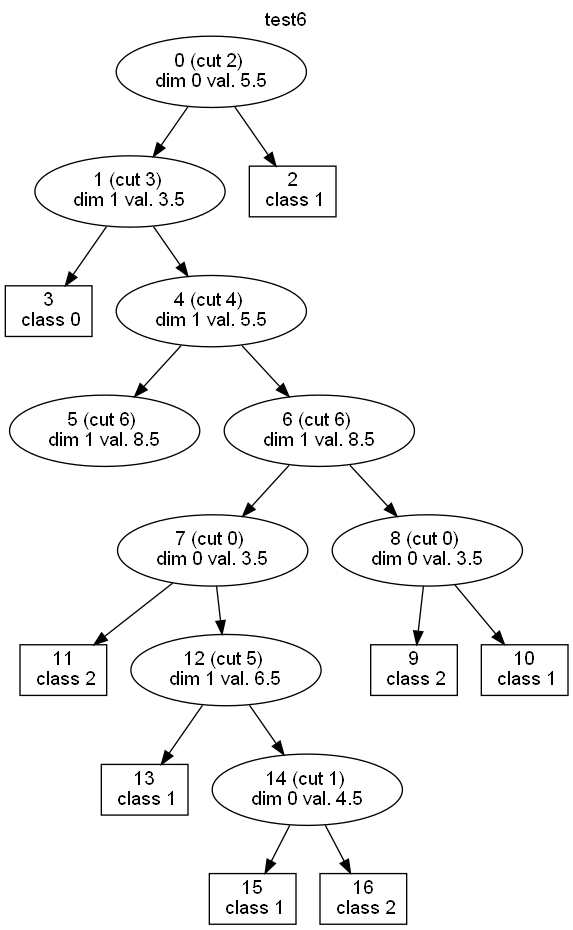 test6
0 (cut 2)
dim 0 val. 5.5
1 (cut 3)
dim 1 val. 3.5
2
class 1
3
class 0
4 (cut 4)
dim 1 val. 5.5
5 (cut 6)
dim 1 val. 8.5
6 (cut 6)
dim 1 val. 8.5
7 (cut 0)
dim 0 val. 3.5
8 (cut 0)
dim 0 val. 3.5
11
class 2
12 (cut 5)
dim 1 val. 6.5
9
class 2
10
class 1
13
class 1
14 (cut 1)
dim 0 val. 4.5
15
class 1
16
class 2